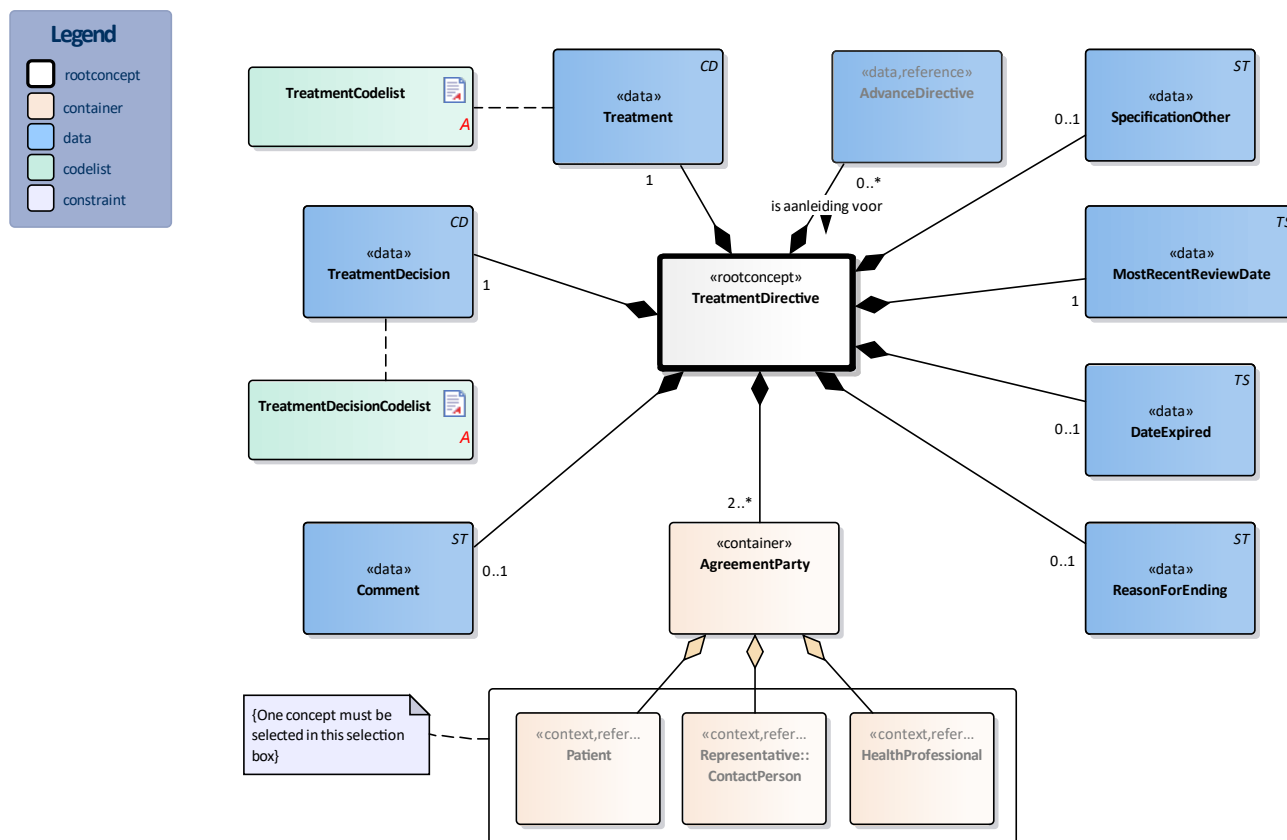 Legend
rootconcept
container
data
codelist
constraint
TreatmentCodelist
A
CD
«data»
Treatment
1
«data,reference»
AdvanceDirective
0..*
is aanleiding voor
ST
«data»
SpecificationOther
0..1
CD
«data»
TreatmentDecision
1
«rootconcept»
TreatmentDirective
TS
«data»
MostRecentReviewDate
1
TreatmentDecisionCodelist
A
TS
«data»
DateExpired
0..1
ST
«data»
Comment
0..1
2..*
«container»
AgreementParty
ST
«data»
ReasonForEnding
0..1
{One concept must be
selected in this selection
box}
«context,refer...
Patient
«context,refer...
Representative::
ContactPerson
«context,refer...
HealthProfessional